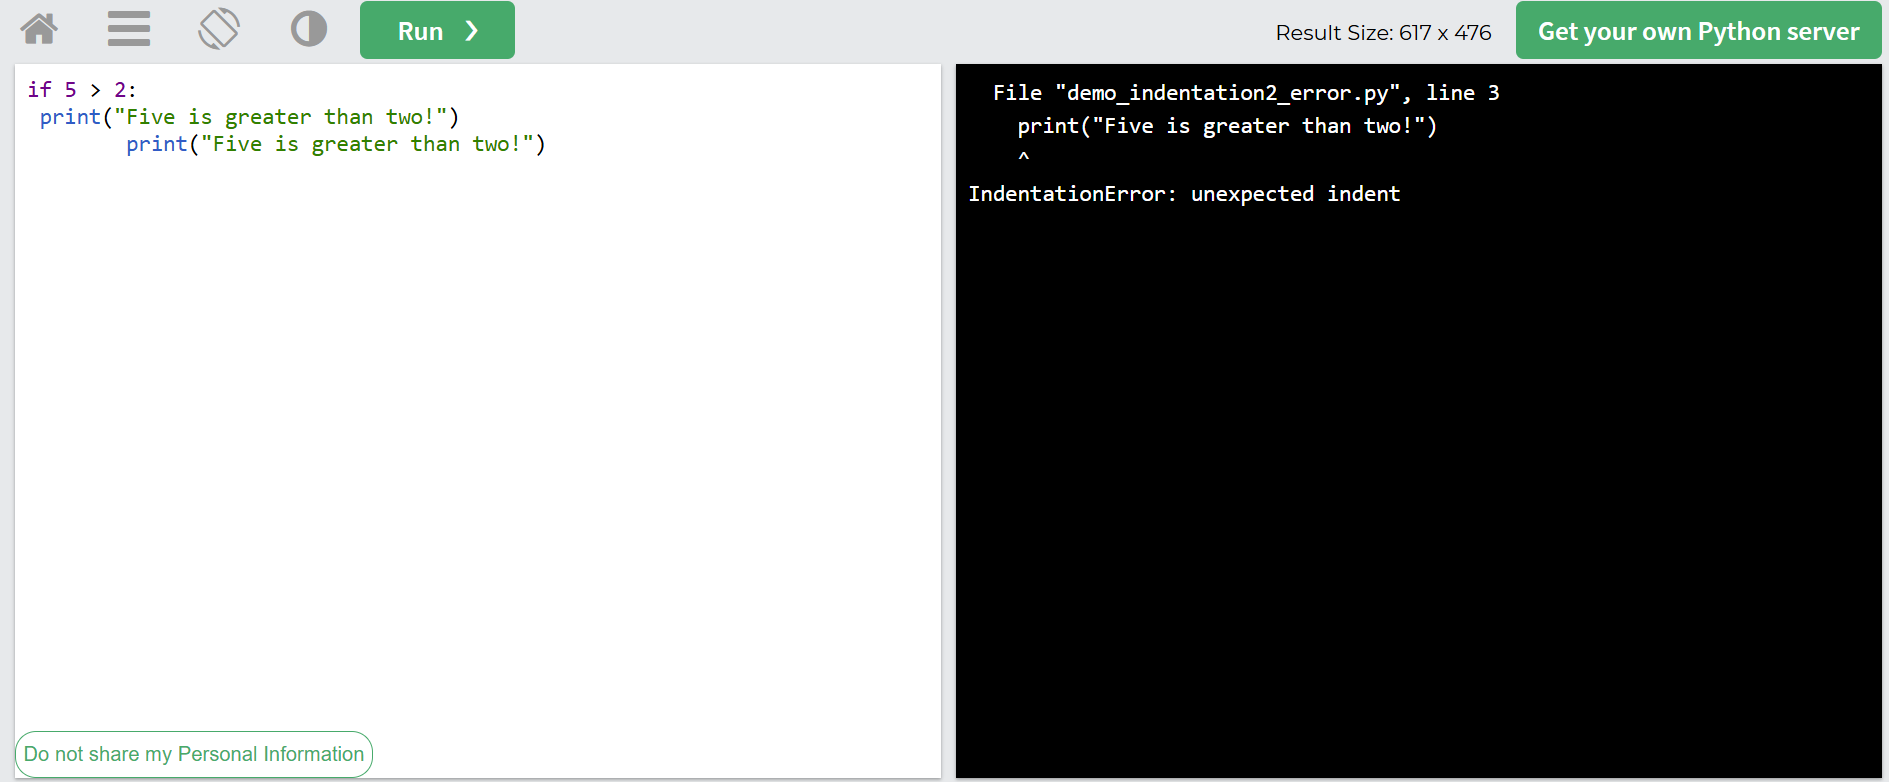 Run ❯
Result Size: 617 x 476
Get your own Python server
if 5 > 2:
 print("Five is greater than two!")
        print("Five is greater than two!")
  File "demo_indentation2_error.py", line 3
    print("Five is greater than two!")
    ^
IndentationError: unexpected indent
Do not share my Personal Information